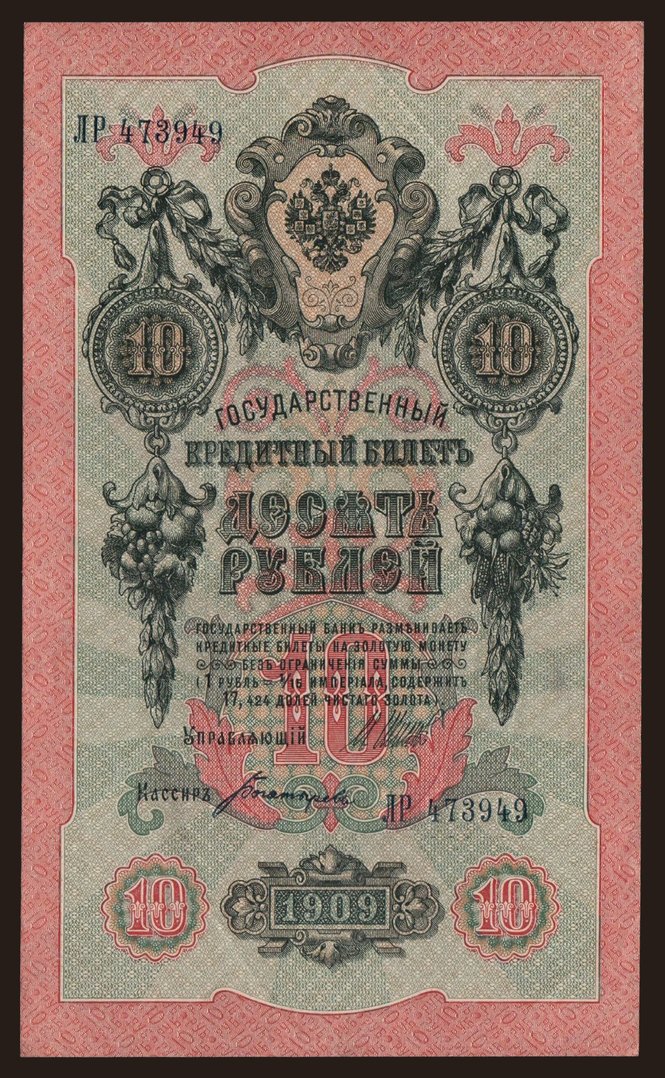 ЛР 473949
10 10
ГОСУДАРСТВЕННЫЙ
КРЕДИТНЫЙ БИЛЕТЪ
ДЕСЯТЬ
РУБЛЕЙ
ГОСУДАРСТВЕННЫЙ БАНКЪ РАЗМѢНИВАЕТЪ
КРЕДИТНЫЕ БИЛЕТЫ НА ЗОЛОТУЮ МОНЕТУ
БЕЗЪ ОГРАНИЧЕНІЯ СУММЫ
(1 РУБЛЬ = 1/15 ИМПЕРІАЛА, СОДЕРЖИТЪ
17,424 ДОЛЕЙ ЧИСТАГО ЗОЛОТА).
10
УПРАВЛЯЮЩІЙ
КАССИРЪ
ЛР 473949
10 1909 10